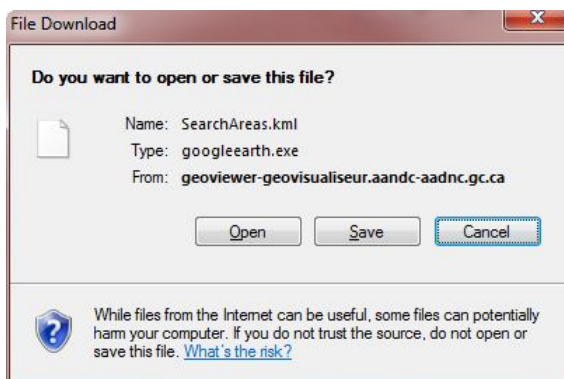 File Download
x
Do you want to open or save this file?
Name: SearchAreas.kml
Type: googleearth.exe
From: geoviewer-geovisualiseur.aandc-aadnc.gc.ca
Open Save Cancel
While files from the Internet can be useful, some files can potentially
harm your computer. If you do not trust the source, do not open or
save this file. What's the risk?